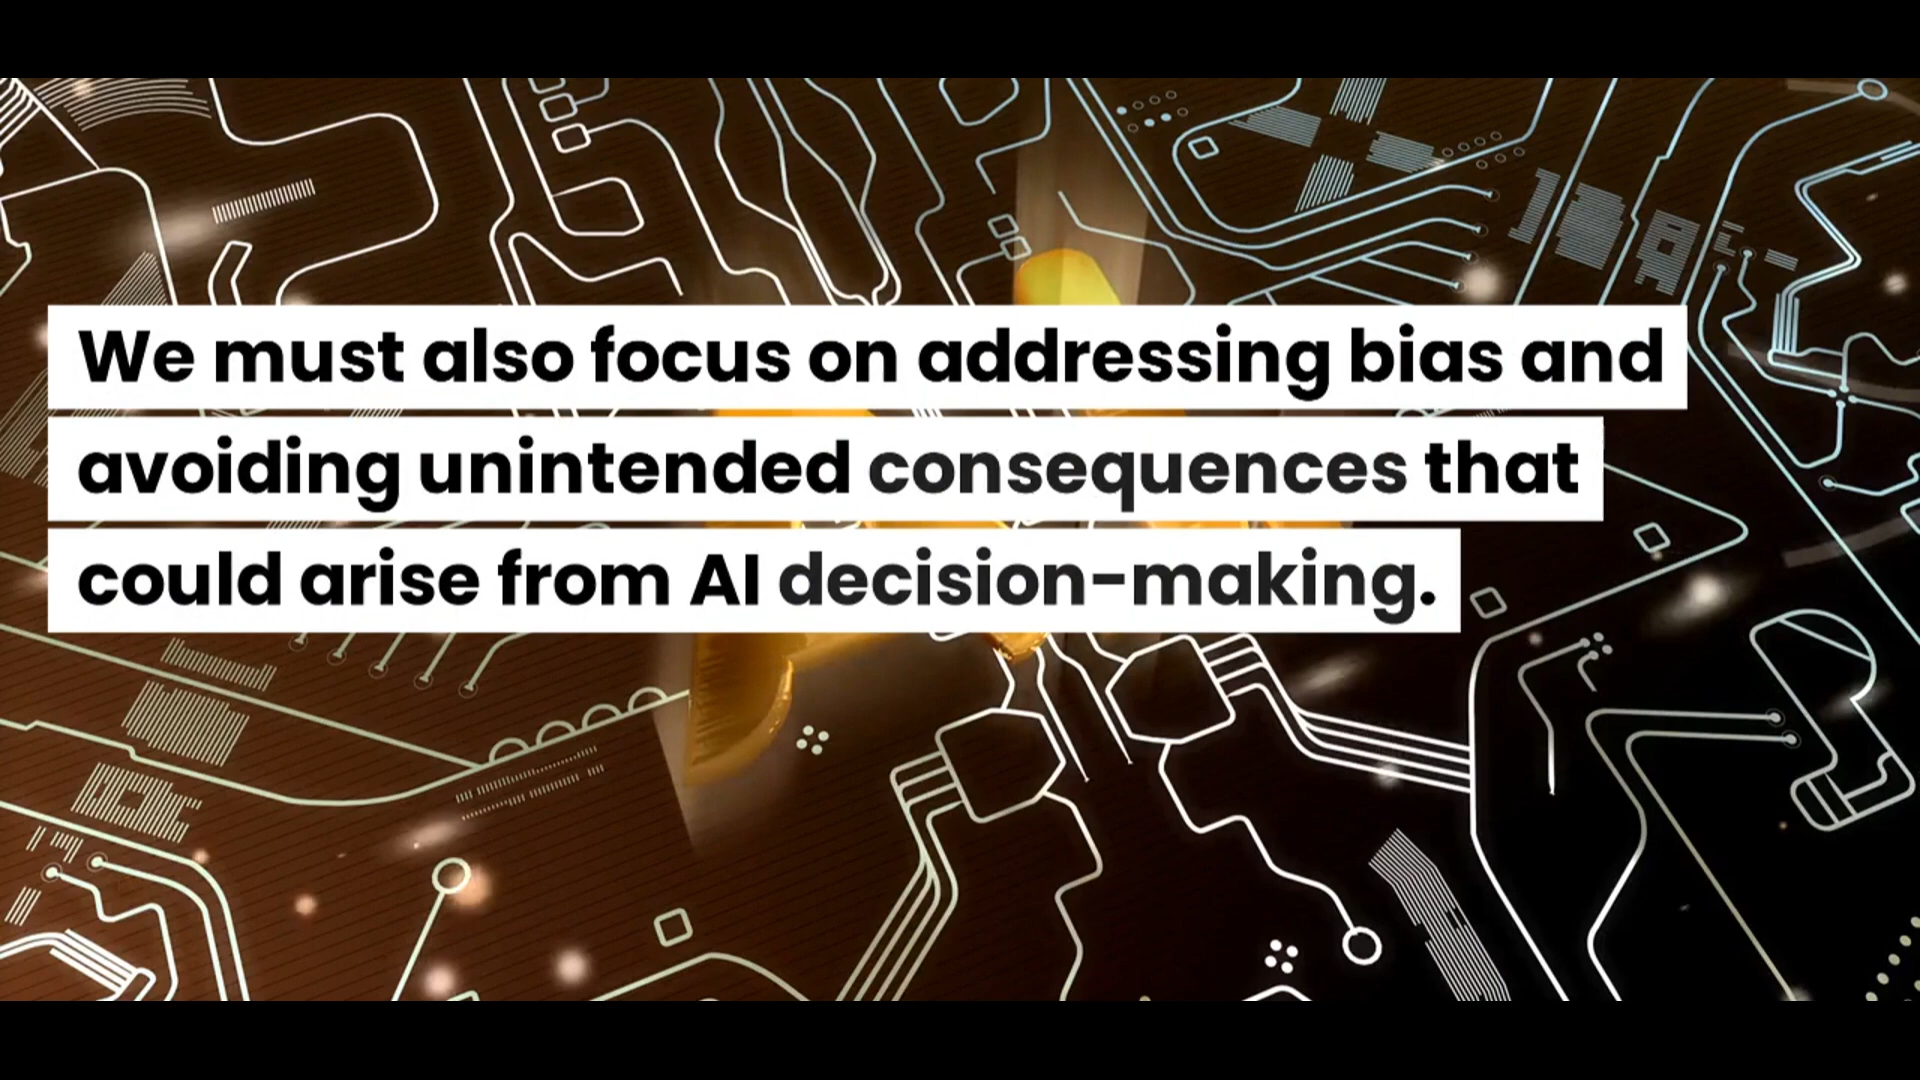 We must also focus on addressing bias and
avoiding unintended consequences that
could arise from AI decision-making.